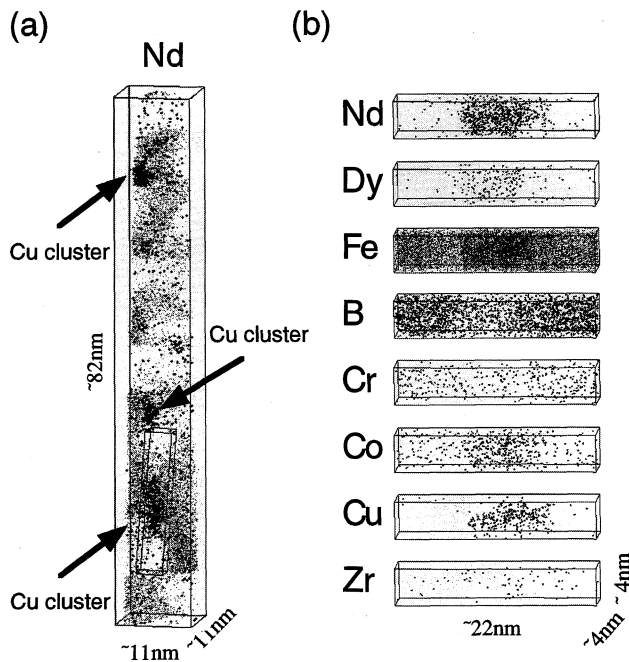 (a)
Nd
Cu cluster
Cu cluster
~82nm
Cu cluster
~11nm
~11nm
(b)
Nd
Dy
Fe
B
Cr
Co
Cu
Zr
~22nm
~4nm
~4nm